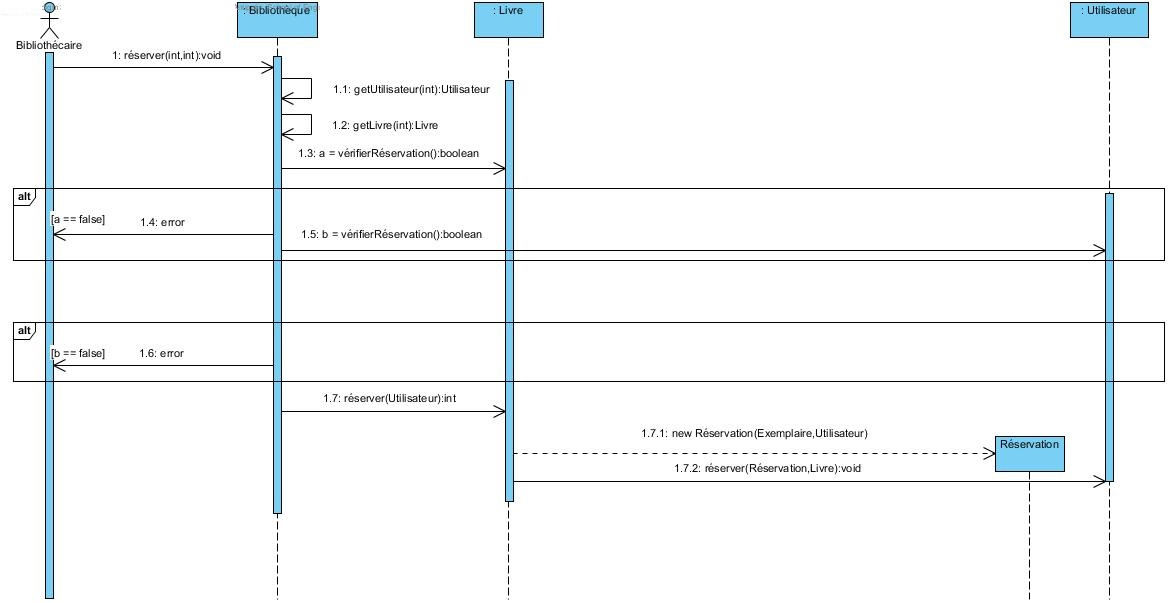 : Bibliothèque
: Livre
: Utilisateur
Bibliothécaire
1: réserver(int,int):void
1.1: getUtilisateur(int):Utilisateur
1.2: getLivre(int):Livre
1.3: a = vérifierRéservation():boolean
alt
[a == false]
1.4: error
1.5: b = vérifierRéservation():boolean
alt
[b == false]
1.6: error
1.7: réserver(Utilisateur):int
1.7.1: new Réservation(Exemplaire,Utilisateur)
Réservation
1.7.2: réserver(Réservation,Livre):void